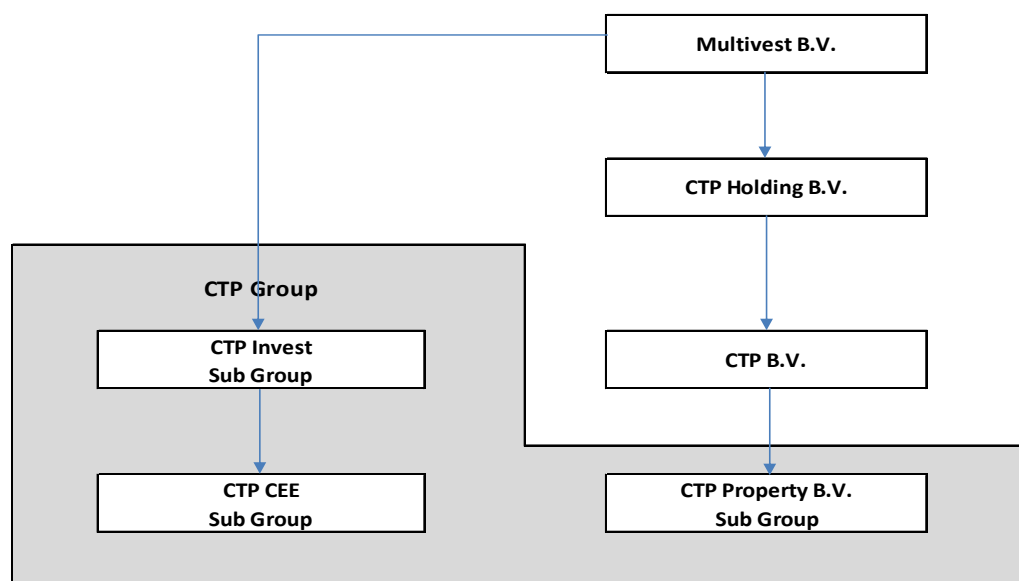 Multivest B.V.
CTP Holding B.V.
CTP Group
CTP Invest
Sub Group
CTP B.V.
CTP CEE
Sub Group
CTP Property B.V.
Sub Group